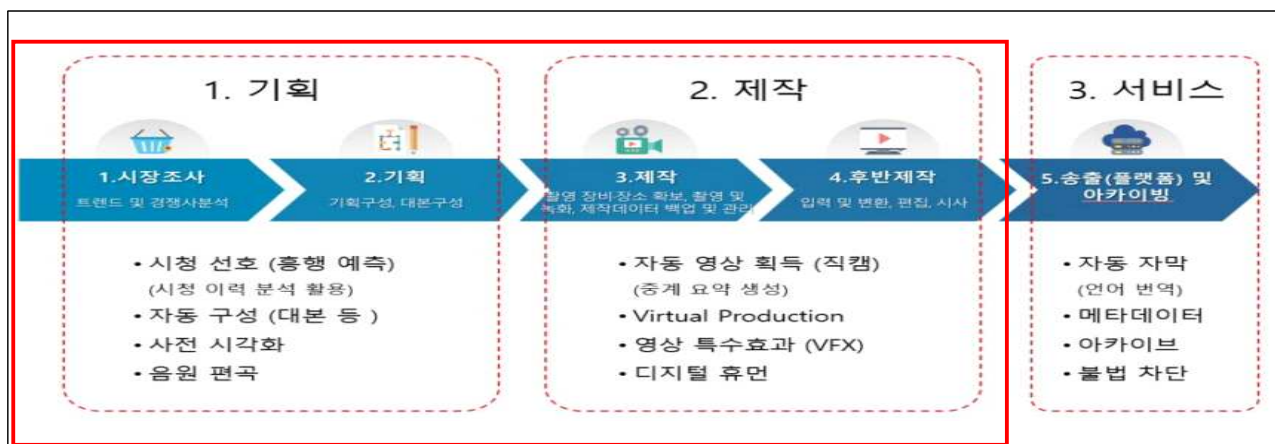 1. 기획
2. 제작
3. 서비스
1.시장조사
트렌드 및 경쟁사분석
2.기획
기획구성, 대본구성
3.제작
촬영 장비·장소 확보, 촬영 및
녹화, 제작데이터 백업 및 관리
4.후반제작
입력 및 변환, 편집, 시사
5.송출(플랫폼) 및
아카이빙
• 시청 선호 (흥행 예측)
(시청 이력 분석 활용)
• 자동 구성 (대본 등 )
• 사전 시각화
• 음원 편곡
• 자동 영상 획득 (직캠)
(중계 요약 생성)
• Virtual Production
• 영상 특수효과 (VFX)
• 디지털 휴먼
• 자동 자막
(언어 번역)
• 메타데이터
• 아카이브
• 불법 차단